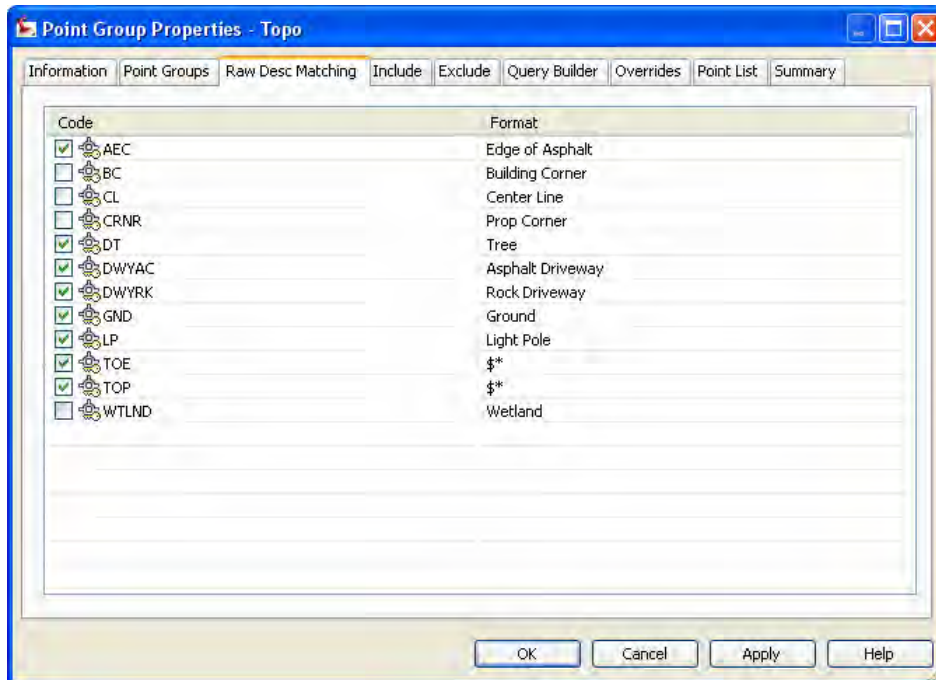 Point Group Properties - Topo
Information Point Groups Raw Desc Matching Include Exclude Query Builder Overrides Point List Summary
Code Format
AEC Edge of Asphalt
BC Building Corner
CL Center Line
CRNR Prop Corner
DT Tree
DWYAC Asphalt Driveway
DWYRK Rock Driveway
GND Ground
LP Light Pole
TOE $*
TOP $*
WTLND Wetland
OK Cancel Apply Help